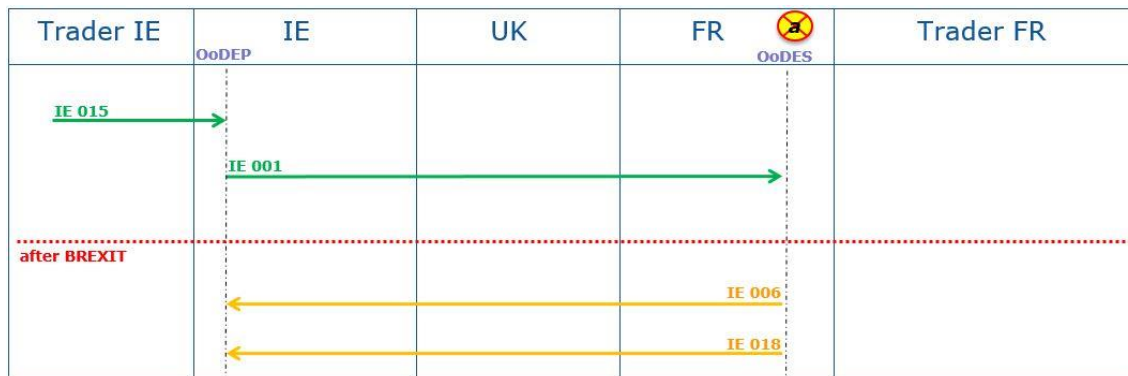 Trader IE IE UK FR a Trader FR
OoDEP OoDES
IE 015
IE 001
after BREXIT
IE 006
IE 018